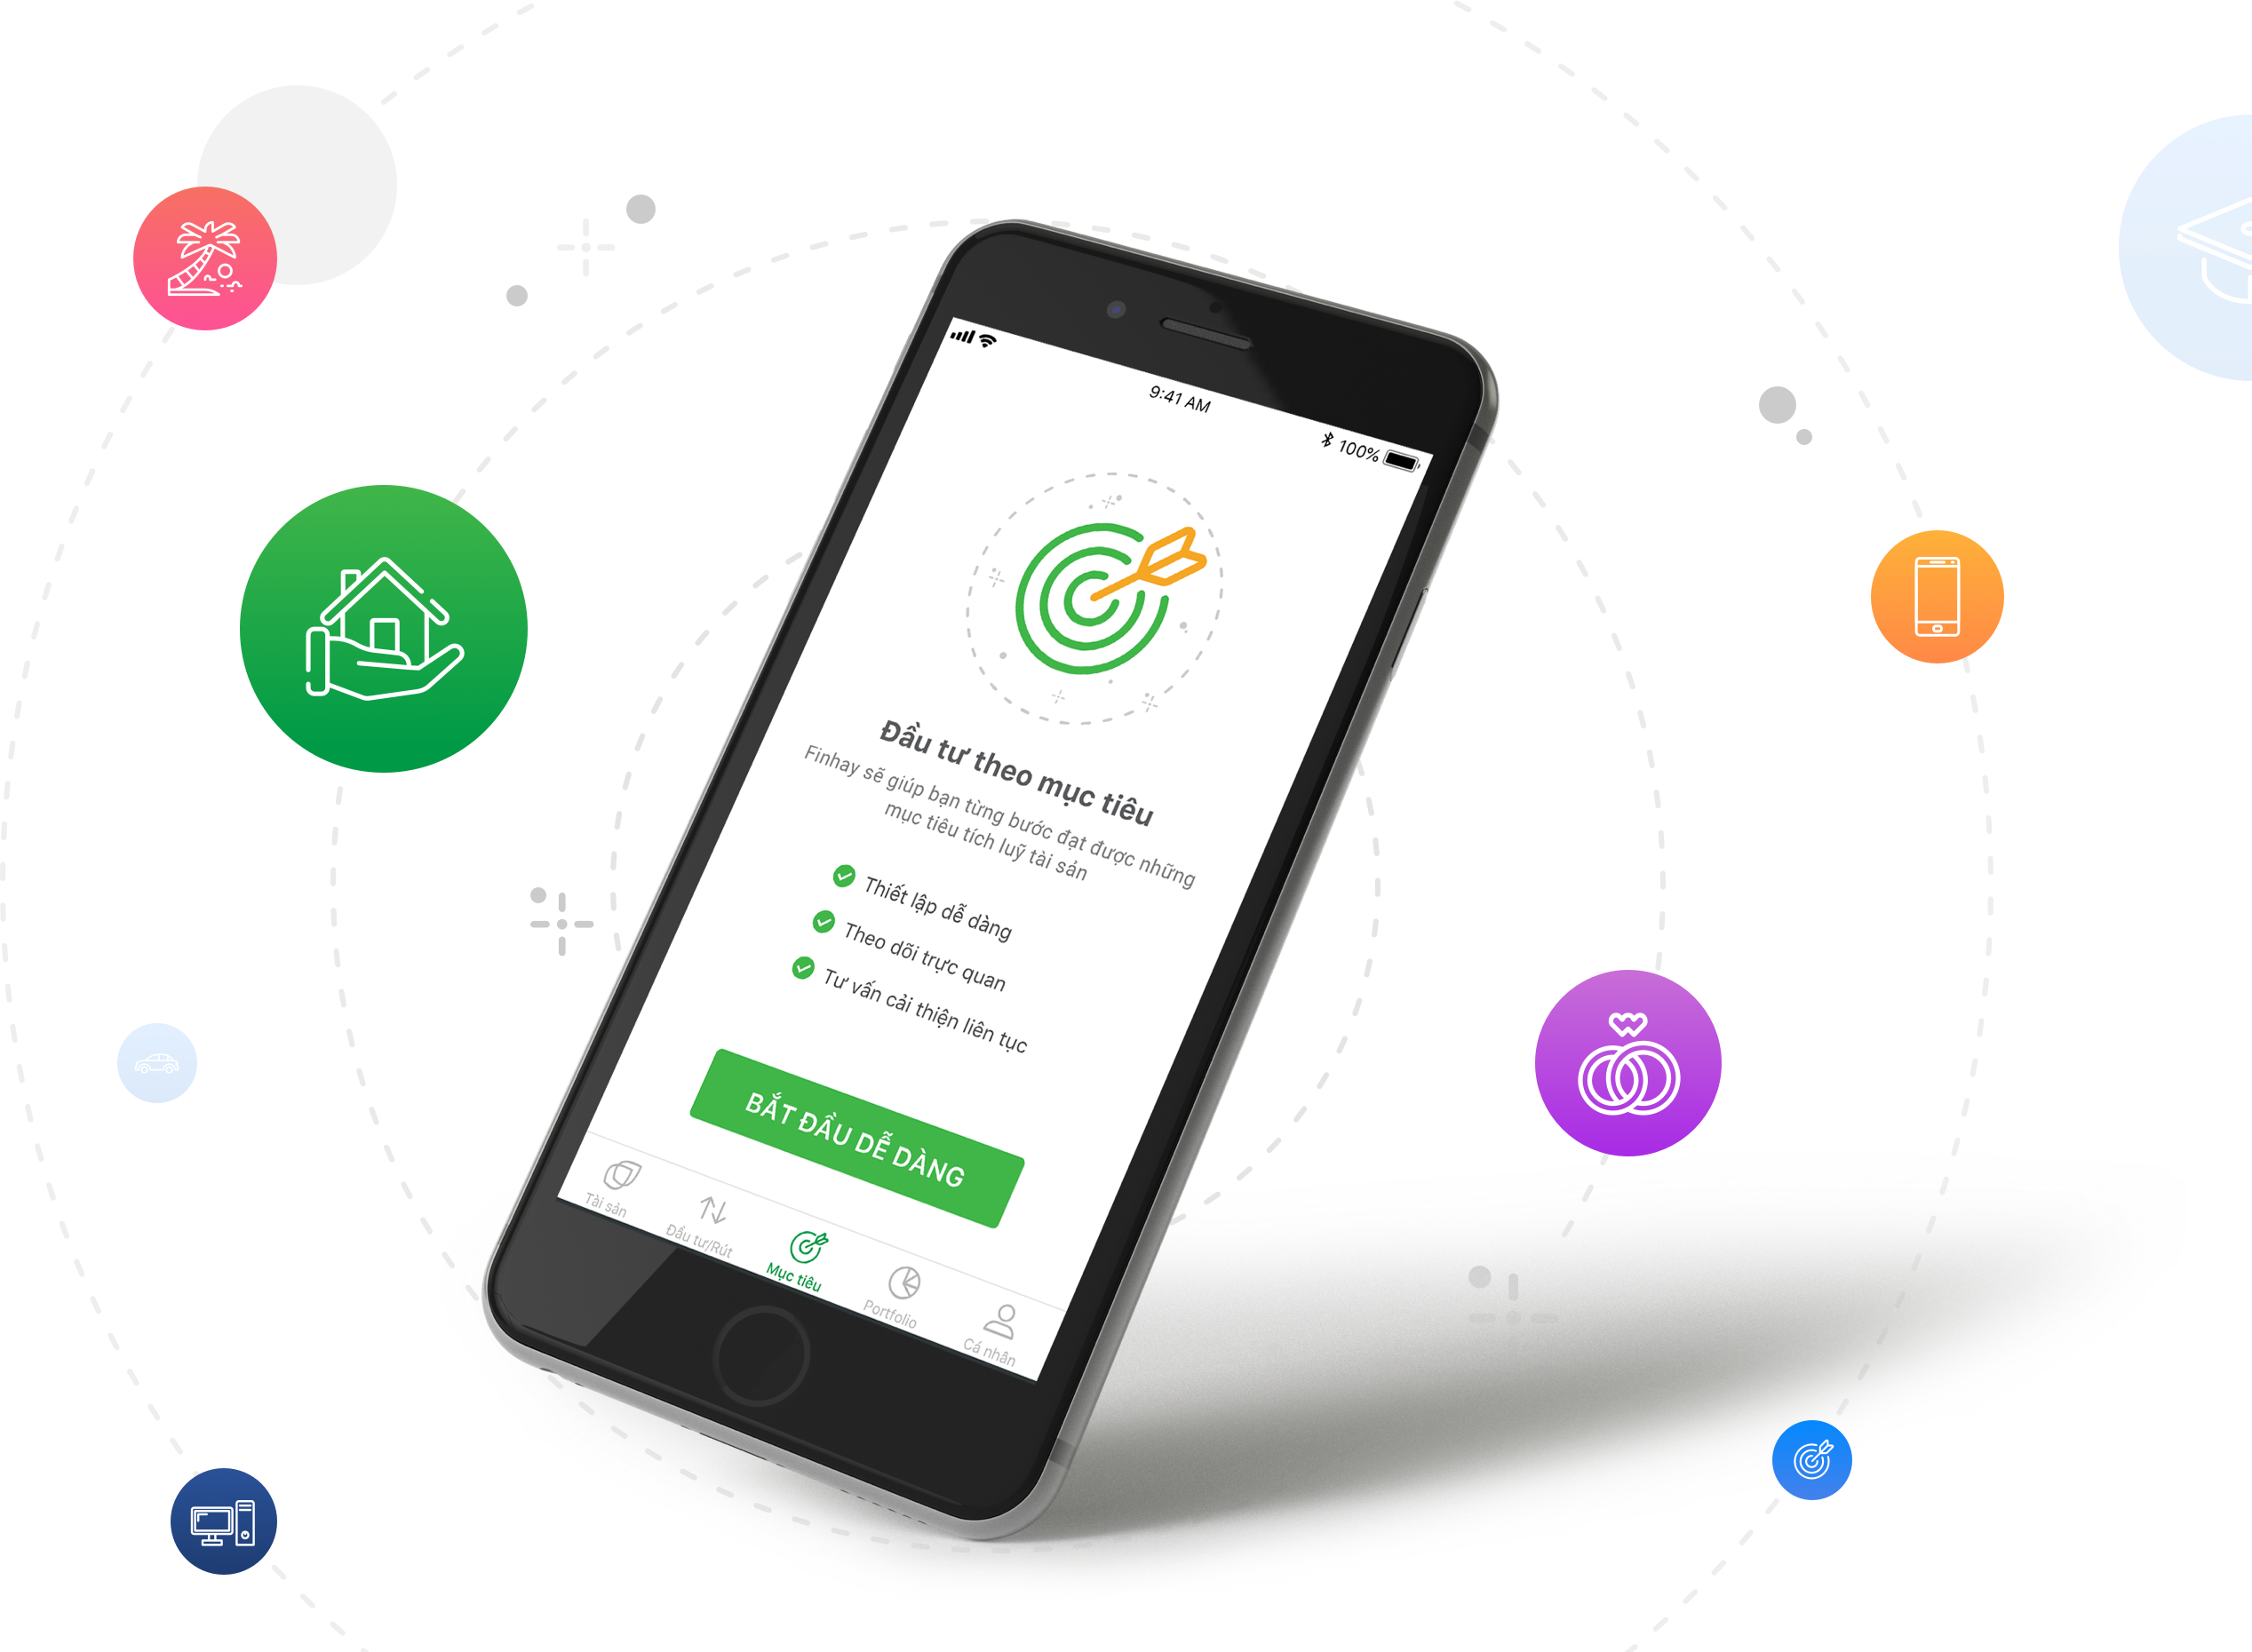 9:41 AM
100%
Đầu tư theo mục tiêu
Finhay sẽ giúp bạn từng bước đạt được những
mục tiêu tích luỹ tài sản
Thiết lập dễ dàng
Theo dõi trực quan
Tư vấn cải thiện liên tục
BẮT ĐẦU DỄ DÀNG
Tài sản
Đầu tư/Rút
Mục tiêu
Portfolio
Cá nhân